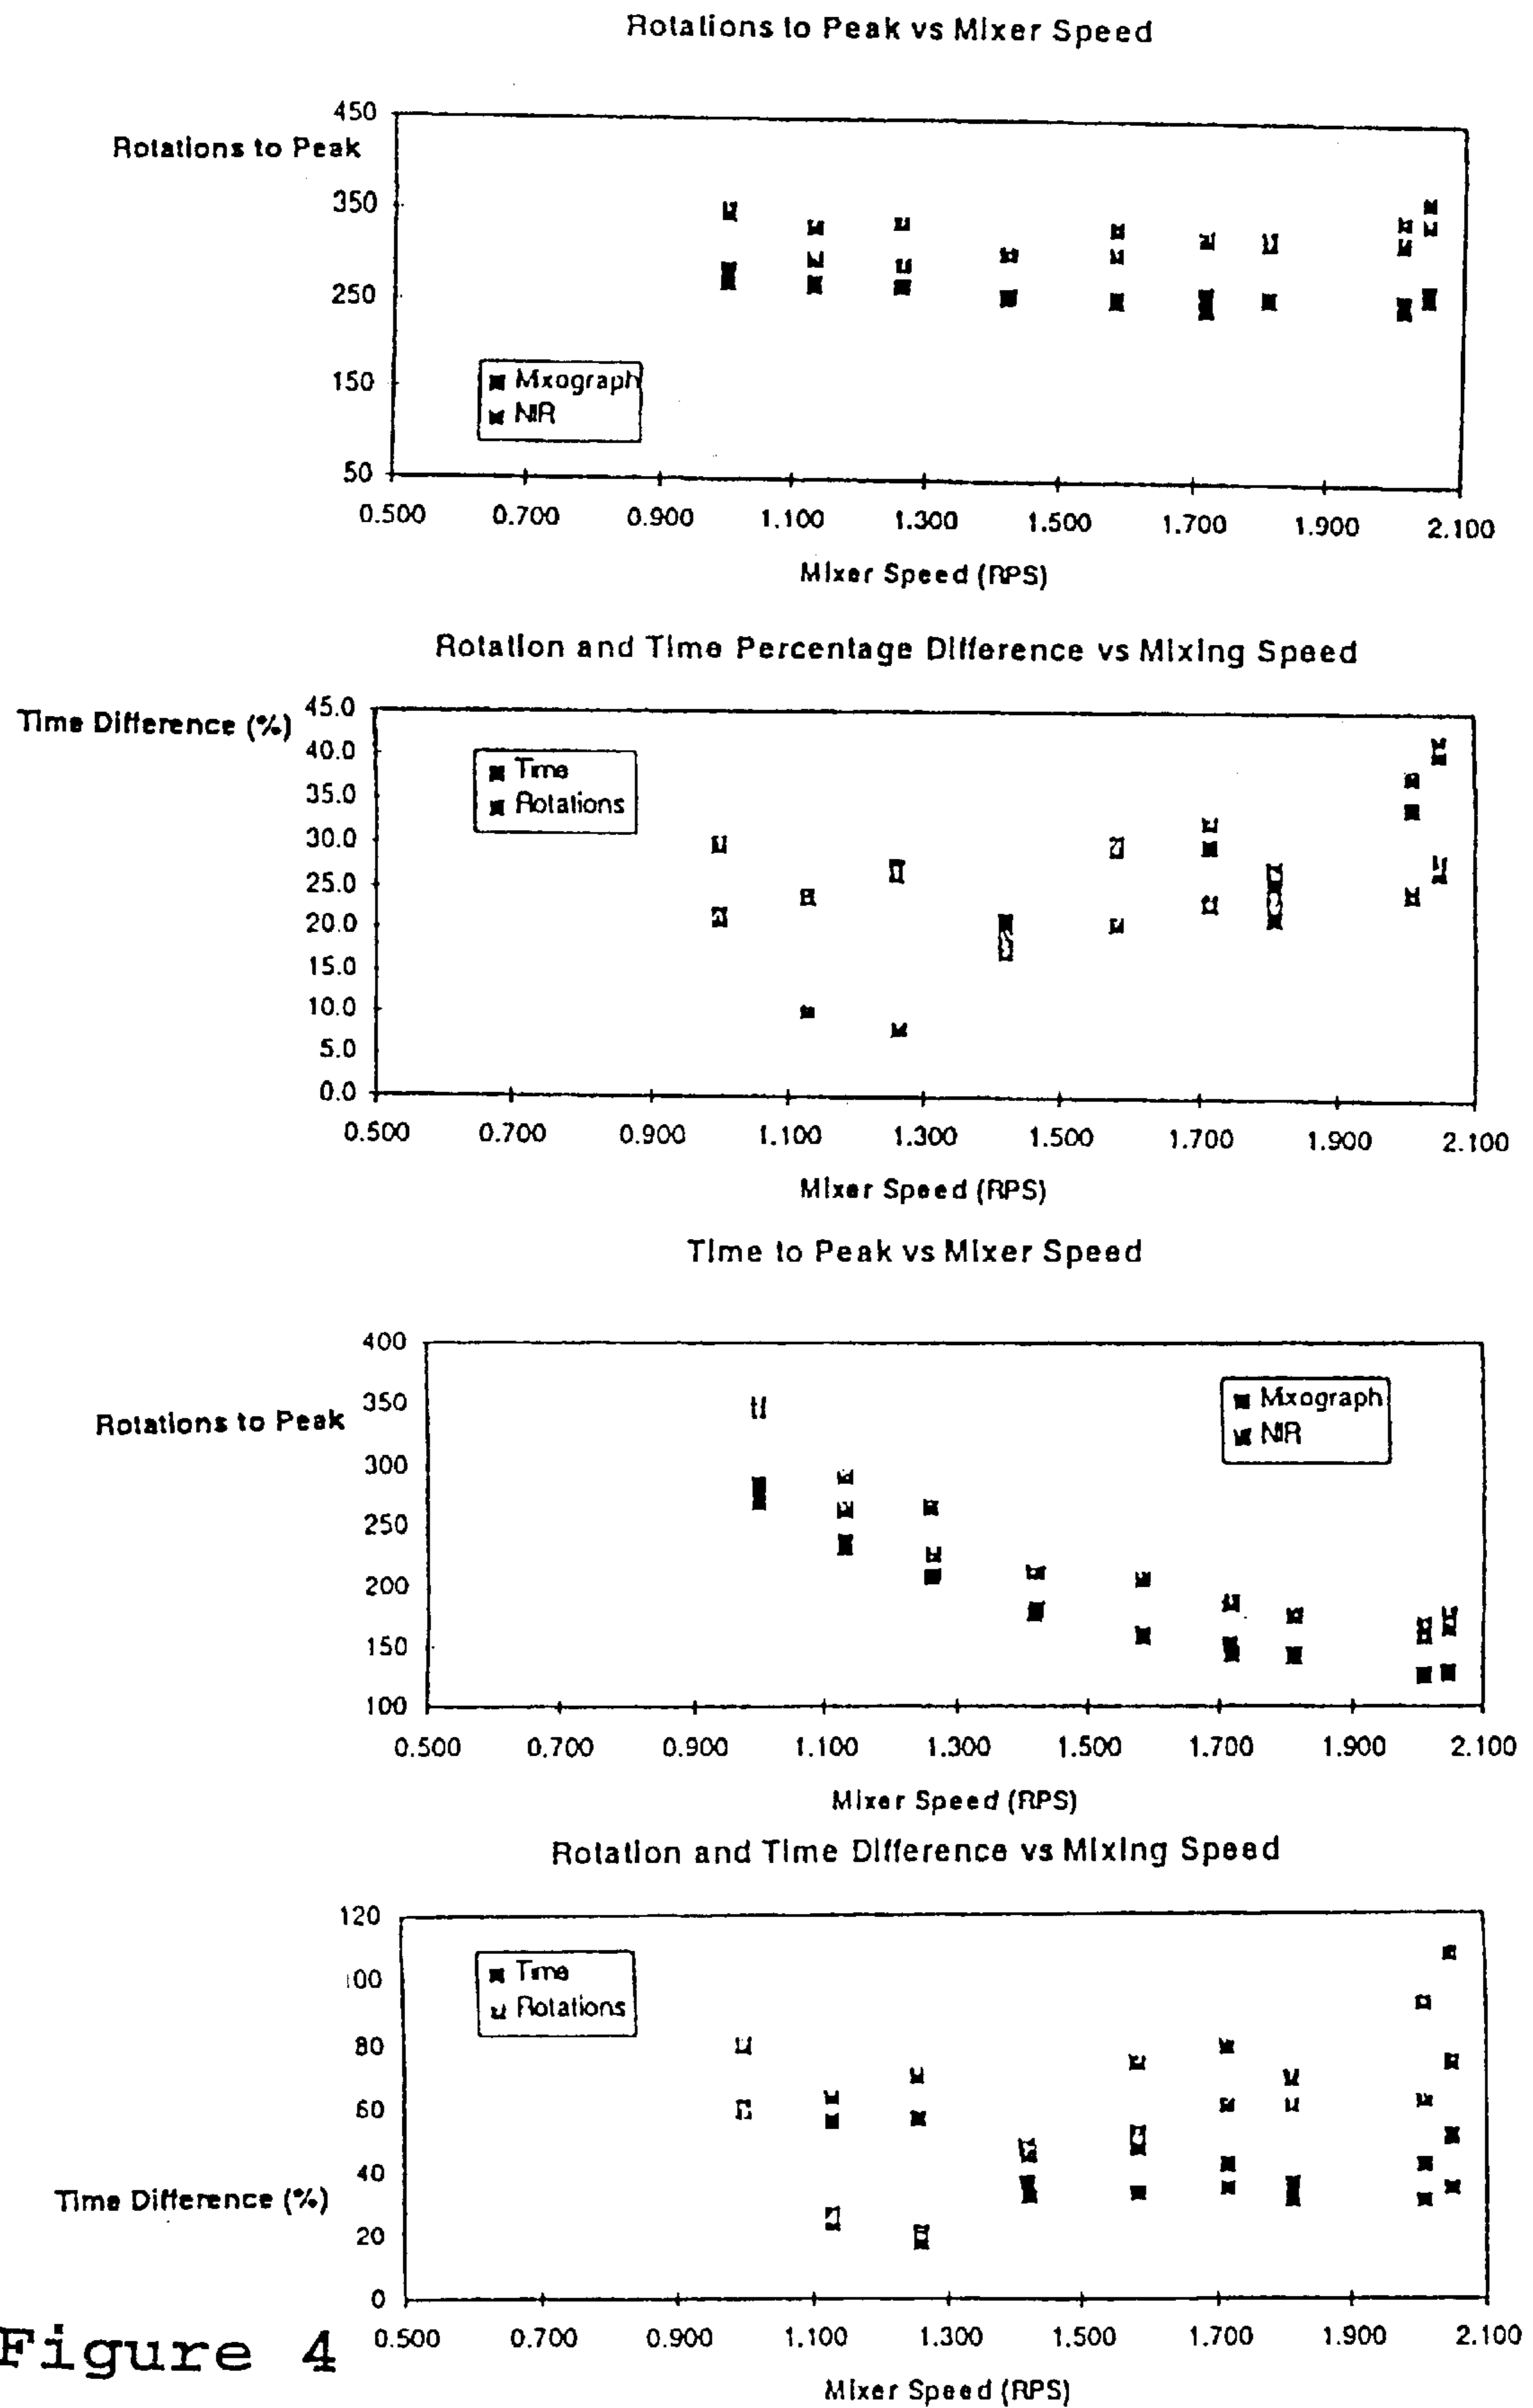 Rotations to Peak vs Mixer Speed
450
Rotations to Peak
350
250
150
50
Mixograph
NIR
0.500 0.700 0.900 1.100 1.300 1.500 1.700 1.900 2.100
Mixer Speed (RPS)
Rotation and Time Percentage Difference vs Mixing Speed
Time Difference (%)
45.0
40.0
35.0
30.0
25.0
20.0
15.0
10.0
5.0
0.0
Time
Rotations
0.500 0.700 0.900 1.100 1.300 1.500 1.700 1.900 2.100
Mixer Speed (RPS)
Time to Peak vs Mixer Speed
400
350
Rotations to Peak
300
250
200
150
100
Mixograph
NIR
0.500 0.700 0.900 1.100 1.300 1.500 1.700 1.900 2.100
Mixer Speed (RPS)
Rotation and Time Difference vs Mixing Speed
120
100
80
60
40
Time Difference (%)
20
0
Time
Rotations
0.500 0.700 0.900 1.100 1.300 1.500 1.700 1.900 2.100
Mixer Speed (RPS)
Figure 4